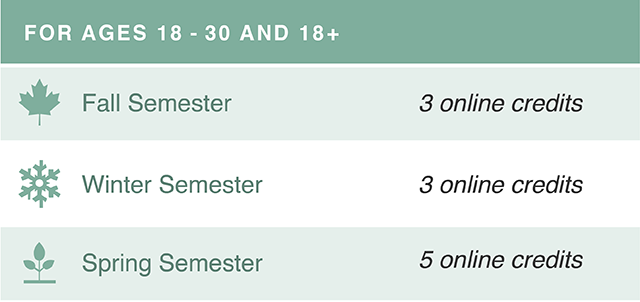 FOR AGES 18 - 30 AND 18+
Fall Semester 3 online credits
Winter Semester 3 online credits
Spring Semester 5 online credits